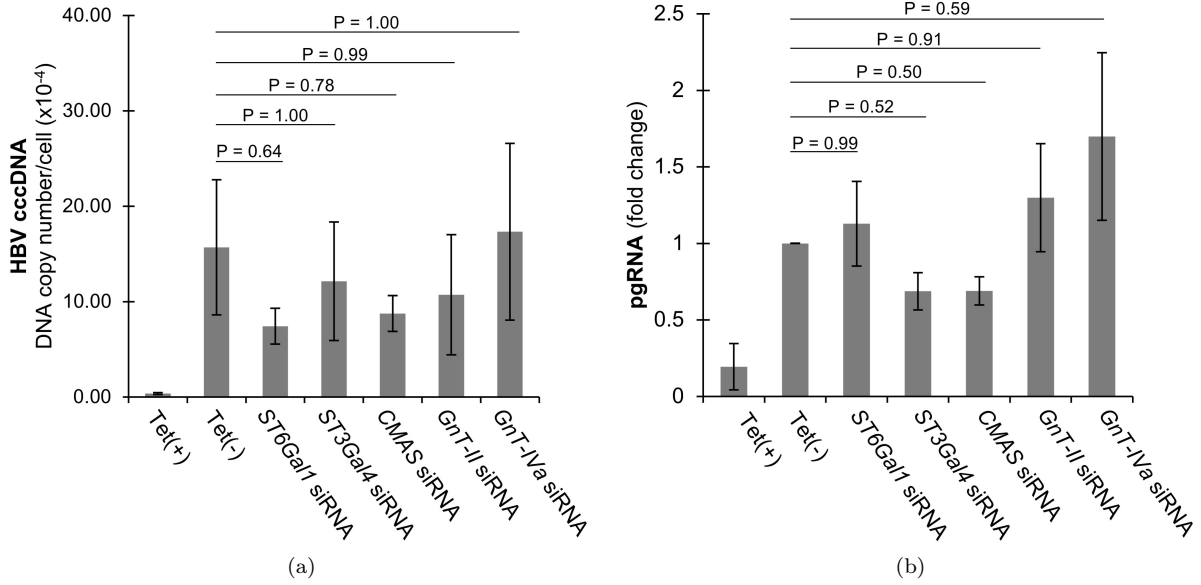 HBV cccDNA
DNA copy number/cell (x10⁻⁴)
40.00
30.00
20.00
10.00
0.00
P = 1.00
P = 0.99
P = 0.78
P = 1.00
P = 0.64
Tet(+)
Tet(-)
ST6Gal1 siRNA
ST3Gal4 siRNA
CMAS siRNA
GnT-II siRNA
GnT-IVa siRNA
(a)
pgRNA (fold change)
2.5
2
1.5
1
0.5
0
P = 0.59
P = 0.91
P = 0.50
P = 0.52
P = 0.99
Tet(+)
Tet(-)
ST6Gal1 siRNA
ST3Gal4 siRNA
CMAS siRNA
GnT-II siRNA
GnT-IVa siRNA
(b)